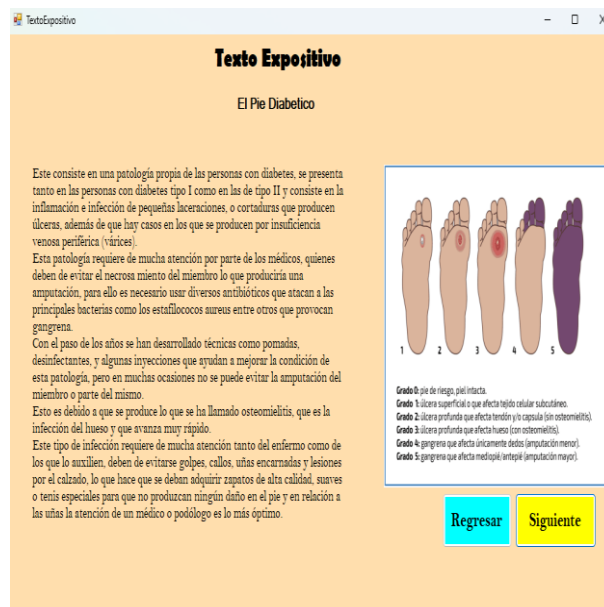 TextoExpositivo
Texto Expositivo
El Pie Diabetico
Este consiste en una patología propia de las personas con diabetes, se presenta
tanto en las personas con diabetes tipo I como en las de tipo II y consiste en la
inflamación e infección de pequeñas laceraciones, o cortaduras que producen
úlceras, además de que hay casos en los que se producen por insuficiencia
venosa periférica (várices).
Esta patología requiere de mucha atención por parte de los médicos, quienes
deben de evitar el necrosa miento del miembro lo que produciría una
amputación, para ello es necesario usar diversos antibióticos que atacan a las
principales bacterias como los estafilococos aureus entre otros que provocan
gangrena.
Con el paso de los años se han desarrollado técnicas como pomadas,
desinfectantes, y algunas inyecciones que ayudan a mejorar la condición de
esta patología, pero en muchas ocasiones no se puede evitar la amputación del
miembro o parte del mismo.
Esto es debido a que se produce lo que se ha llamado osteomielitis, que es la
infección del hueso y que avanza muy rápido.
Este tipo de infección requiere de mucha atención tanto del enfermo como de
los que lo auxilien, deben de evitarse golpes, callos, uñas encarnadas y lesiones
por el calzado, lo que hace que se deban adquirir zapatos de alta calidad, suaves
o tenis especiales para que no produzcan ningún daño en el pie y en relación a
las uñas la atención de un médico o podólogo es lo más óptimo.
1 2 3 4 5
Grado 0: pie de riesgo, piel intacta.
Grado 1: úlcera superficial o que afecta tejido celular subcutáneo.
Grado 2: úlcera profunda que afecta tendón y/o capsula (sin osteomielitis).
Grado 3: úlcera profunda que afecta hueso (con osteomielitis).
Grado 4: gangrena que afecta únicamente dedos (amputación menor).
Grado 5: gangrena que afecta mediopié/antepié (amputación mayor).
Regresar
Siguiente